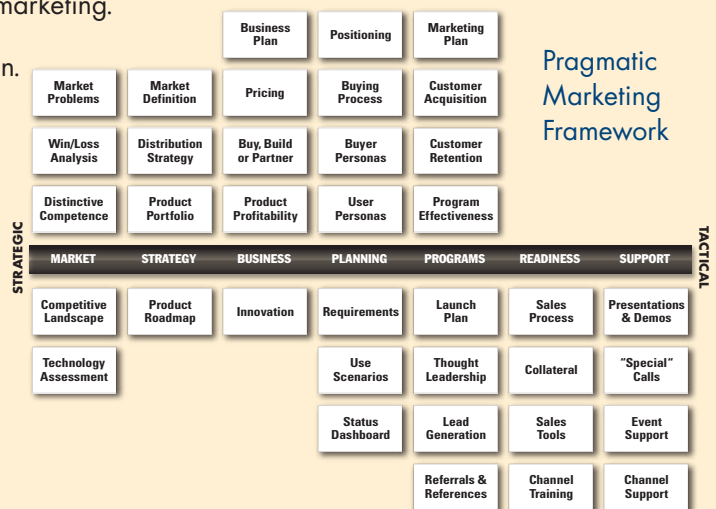 marketing.
n.
Pragmatic
Marketing
Framework
Business
Plan
Positioning
Marketing
Plan
Market
Problems
Market
Definition
Pricing
Buying
Process
Customer
Acquisition
Win/Loss
Analysis
Distribution
Strategy
Buy, Build
or Partner
Buyer
Personas
Customer
Retention
Distinctive
Competence
Product
Portfolio
Product
Profitability
User
Personas
Program
Effectiveness
STRATEGIC
MARKET
STRATEGY
BUSINESS
PLANNING
PROGRAMS
READINESS
SUPPORT
TACTICAL
Competitive
Landscape
Product
Roadmap
Innovation
Requirements
Launch
Plan
Sales
Process
Presentations
& Demos
Technology
Assessment
Use
Scenarios
Thought
Leadership
Collateral
"Special"
Calls
Status
Dashboard
Lead
Generation
Sales
Tools
Event
Support
Referrals &
References
Channel
Training
Channel
Support